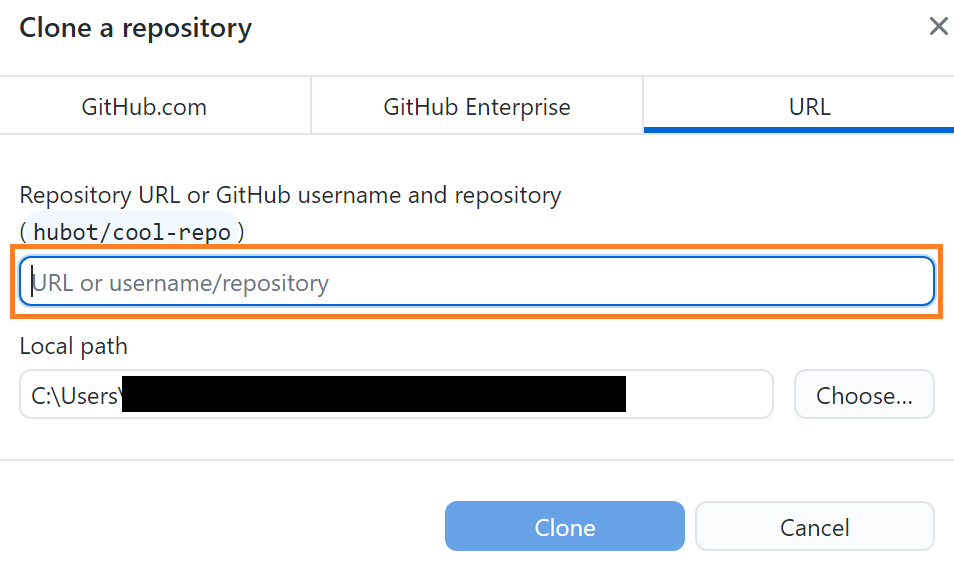 Clone a repository
GitHub.com
GitHub Enterprise
URL
Repository URL or GitHub username and repository
(hubot/cool-repo)
URL or username/repository
Local path
C:\Users\
Choose...
Clone
Cancel